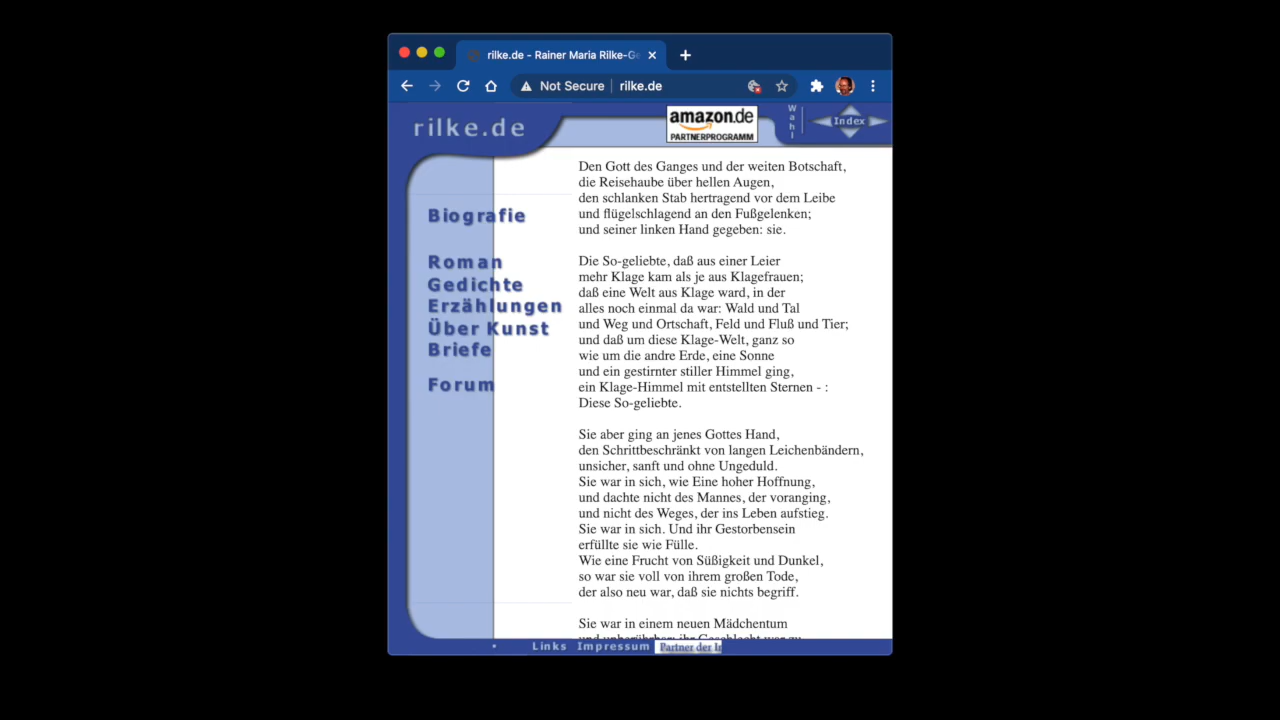 rilke.de – Rainer Maria Rilke-Ge
Not Secure
rilke.de
rilke.de
amazon.de
PARTNERPROGRAMM
Wahl
Index
Biografie
Roman
Gedichte
Erzählungen
Über Kunst
Briefe
Forum
Den Gott des Ganges und der weiten Botschaft,
die Reisehaube über hellen Augen,
den schlanken Stab hertragend vor dem Leibe
und flügelschlagend an den Fußgelenken;
und seiner linken Hand gegeben: sie.
Die So-geliebte, daß aus einer Leier
mehr Klage kam als je aus Klagefrauen;
daß eine Welt aus Klage ward, in der
alles noch einmal da war: Wald und Tal
und Weg und Ortschaft, Feld und Fluß und Tier;
und daß um diese Klage-Welt, ganz so
wie um die andre Erde, eine Sonne
und ein gestirnter stiller Himmel ging,
ein Klage-Himmel mit entstellten Sternen - :
Diese So-geliebte.
Sie aber ging an jenes Gottes Hand,
den Schrittbeschränkt von langen Leichenbändern,
unsicher, sanft und ohne Ungeduld.
Sie war in sich, wie Eine hoher Hoffnung,
und dachte nicht des Mannes, der voranging,
und nicht des Weges, der ins Leben aufstieg.
Sie war in sich. Und ihr Gestorbensein
erfüllte sie wie Fülle.
Wie eine Frucht von Süßigkeit und Dunkel,
so war sie voll von ihrem großen Tode,
der also neu war, daß sie nichts begriff.
Sie war in einem neuen Mädchentum
und unberührbar; ihr Geschlecht war zu
Links Impressum Partner der